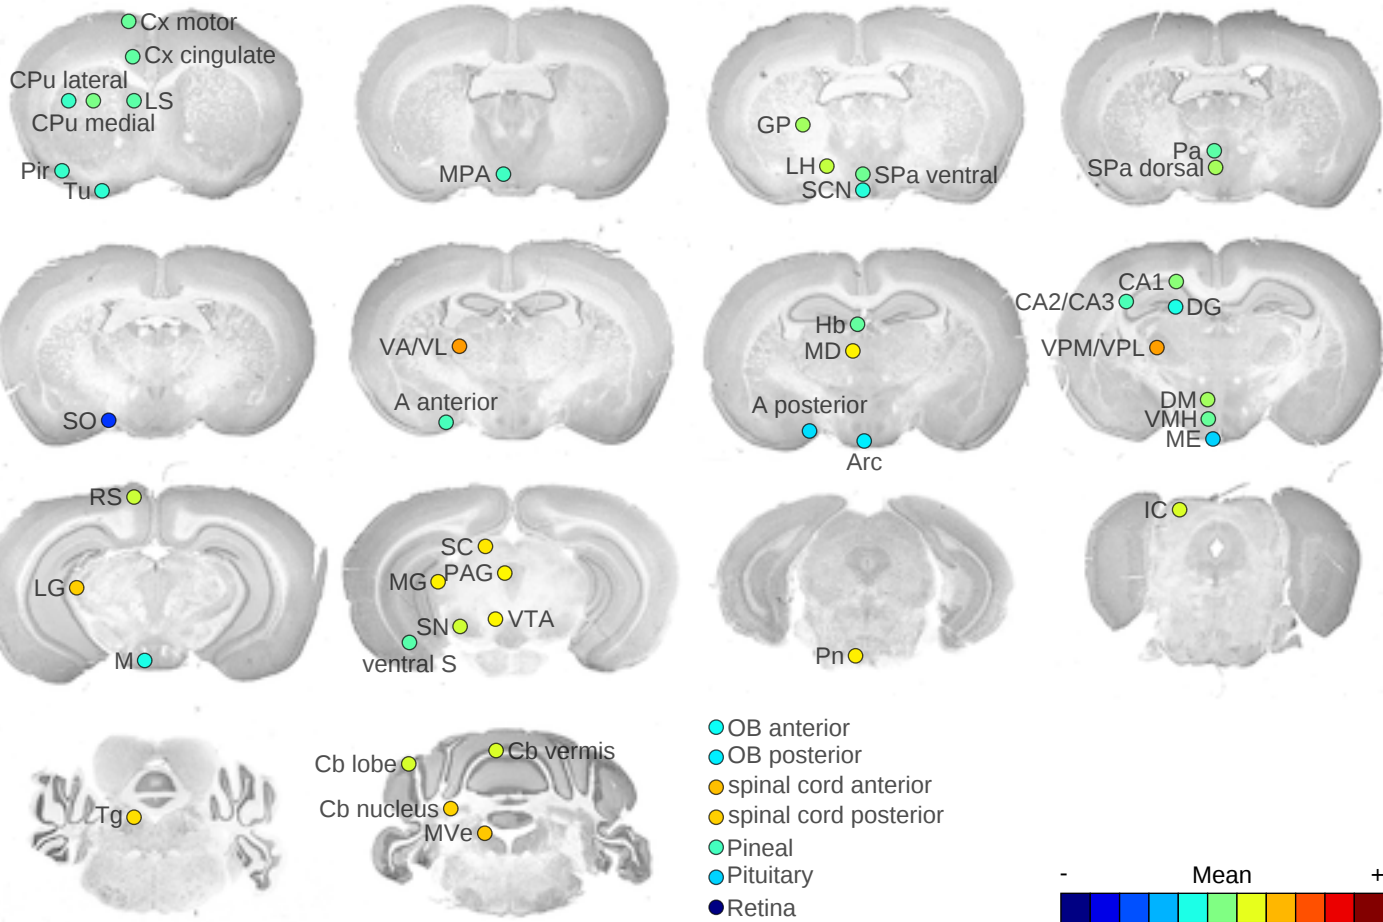 Cx motor
Cx cingulate
CPu lateral
LS
CPu medial
Pir
Tu
MPA
GP
LH
SPa ventral
SCN
Pa
SPa dorsal
SO
VA/VL
A anterior
Hb
MD
A posterior
Arc
CA1
CA2/CA3
DG
VPM/VPL
DM
VMH
ME
RS
LG
M
SC
MG
PAG
SN
VTA
ventral S
Pn
IC
Tg
Cb lobe
Cb vermis
Cb nucleus
MVe
OB anterior
OB posterior
spinal cord anterior
spinal cord posterior
Pineal
Pituitary
Retina
- Mean +